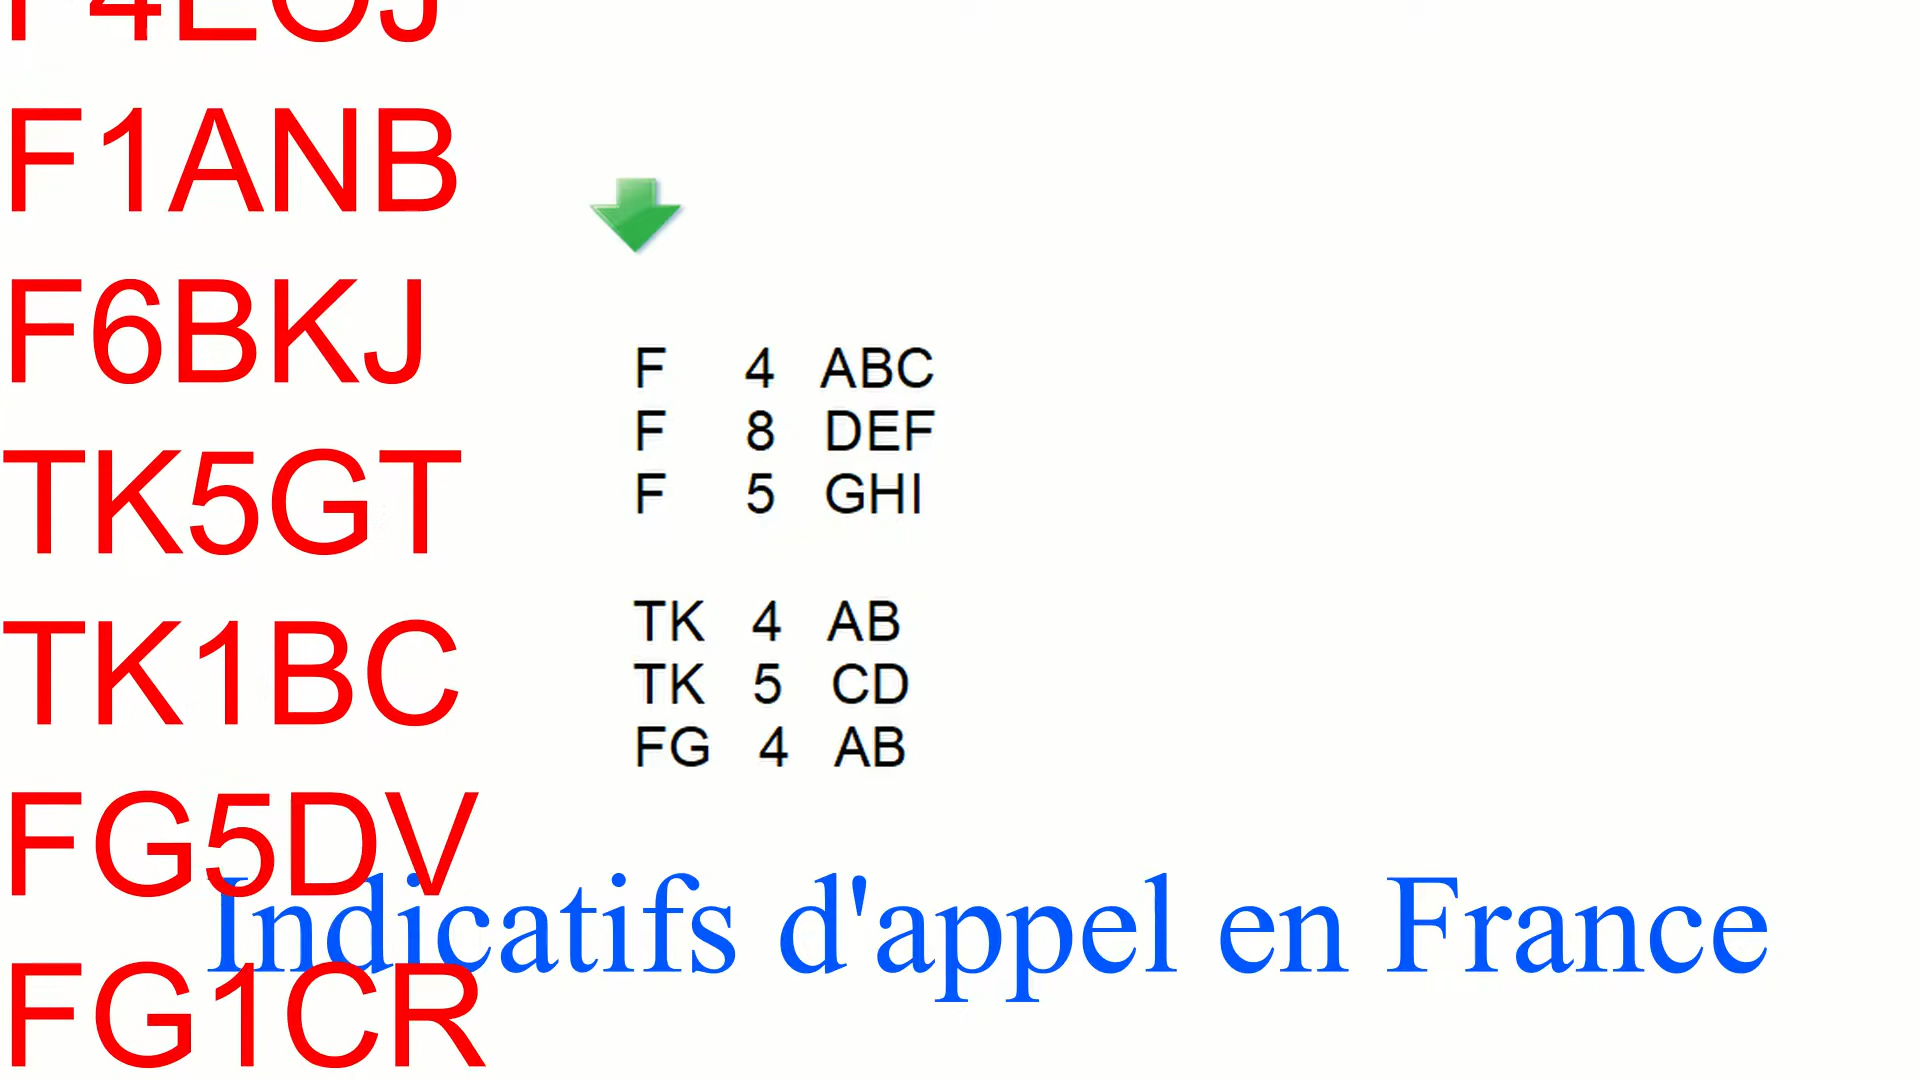 F1ANB
F6BKJ
TK5GT
TK1BC
FG5DV
FG1CR
F 4 ABC
F 8 DEF
F 5 GHI
TK 4 AB
TK 5 CD
FG 4 AB
Indicatifs d'appel en France